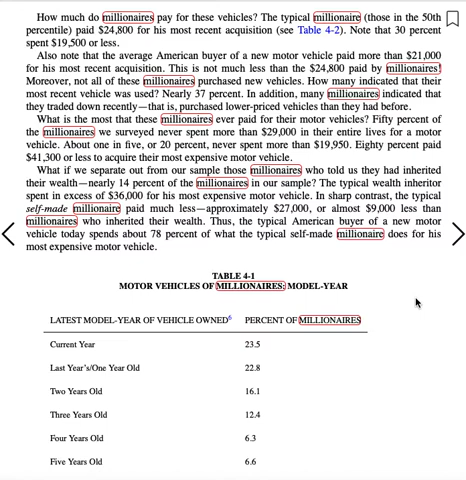 How much do millionaires pay for these vehicles? The typical millionaire (those in the 50th
percentile) paid $24,800 for his most recent acquisition (see Table 4-2). Note that 30 percent
spent $19,500 or less.
Also note that the average American buyer of a new motor vehicle paid more than $21,000
for his most recent acquisition. This is not much less than the $24,800 paid by millionaires!
Moreover, not all of these millionaires purchased new vehicles. How many indicated that their
most recent vehicle was used? Nearly 37 percent. In addition, many millionaires indicated that
they traded down recently—that is, purchased lower-priced vehicles than they had before.
What is the most that these millionaires ever paid for their motor vehicles? Fifty percent of
the millionaires we surveyed never spent more than $29,000 in their entire lives for a motor
vehicle. About one in five, or 20 percent, never spent more than $19,950. Eighty percent paid
$41,300 or less to acquire their most expensive motor vehicle.
What if we separate out from our sample those millionaires who told us they had inherited
their wealth—nearly 14 percent of the millionaires in our sample? The typical wealth inheritor
spent in excess of $36,000 for his most expensive motor vehicle. In sharp contrast, the typical
self-made millionaire paid much less—approximately $27,000, or almost $9,000 less than
millionaires who inherited their wealth. Thus, the typical American buyer of a new motor
vehicle today spends about 78 percent of what the typical self-made millionaire does for his
most expensive motor vehicle.
TABLE 4-1
MOTOR VEHICLES OF MILLIONAIRES: MODEL-YEAR
LATEST MODEL-YEAR OF VEHICLE OWNED6 PERCENT OF MILLIONAIRES
Current Year 23.5
Last Year's/One Year Old 22.8
Two Years Old 16.1
Three Years Old 12.4
Four Years Old 6.3
Five Years Old 6.6